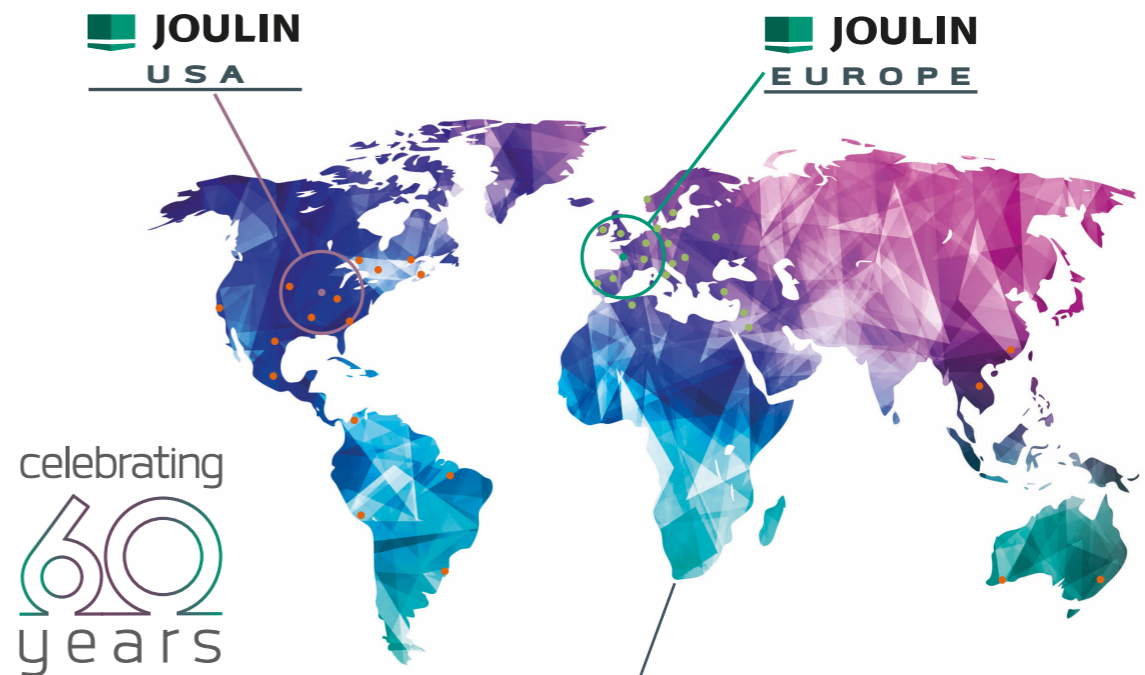 JOULIN
USA
JOULIN
EUROPE
celebrating
60
years